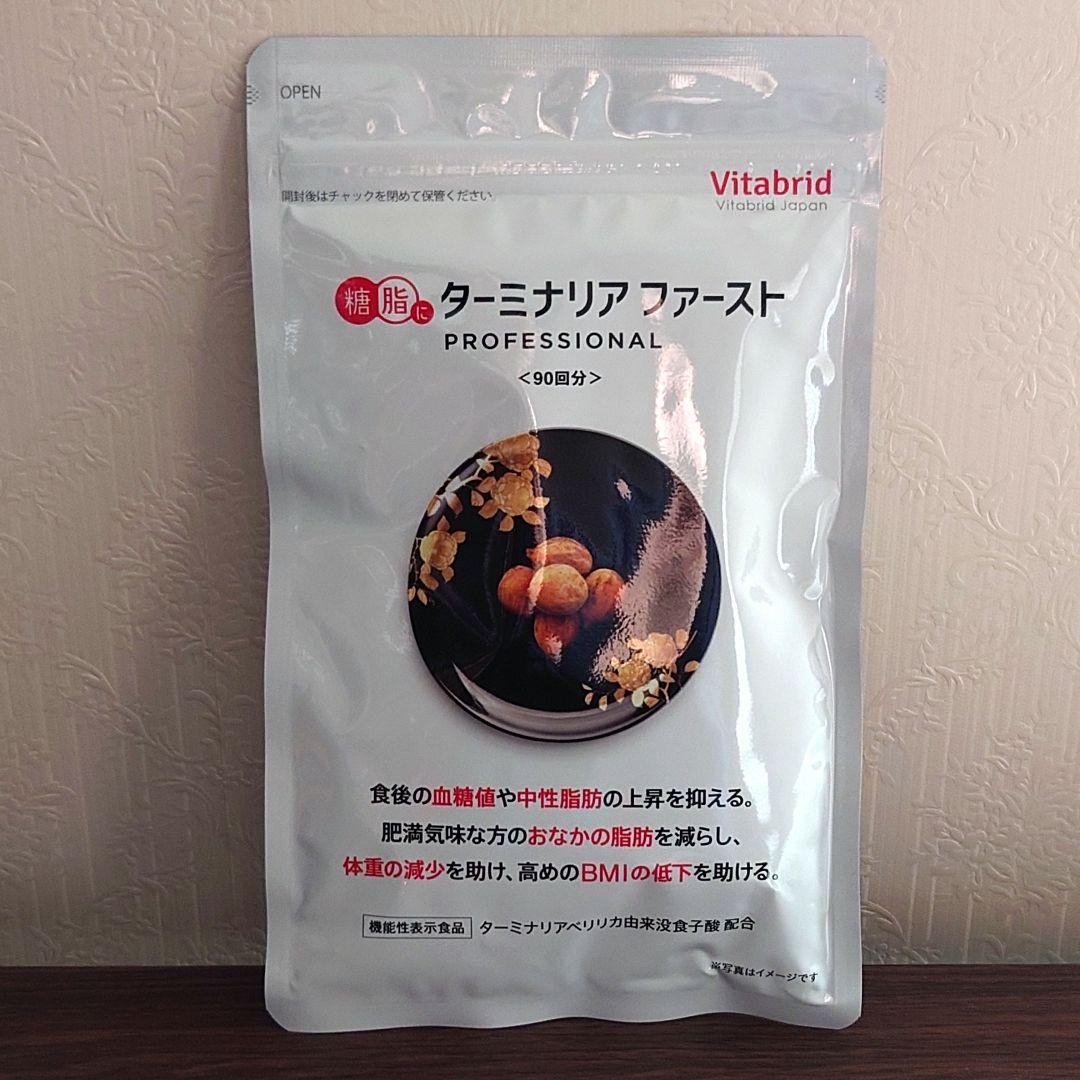 OPEN
開封後はチャックを閉めて保管ください
Vitabrid
Vitabrid Japan
糖脂に ターミナリア ファースト
PROFESSIONAL
＜90回分＞
食後の血糖値や中性脂肪の上昇を抑える。
肥満気味な方のおなかの脂肪を減らし、
体重の減少を助け、高めのBMIの低下を助ける。
機能性表示食品 ターミナリアベリリカ由来没食子酸 配合
※写真はイメージです